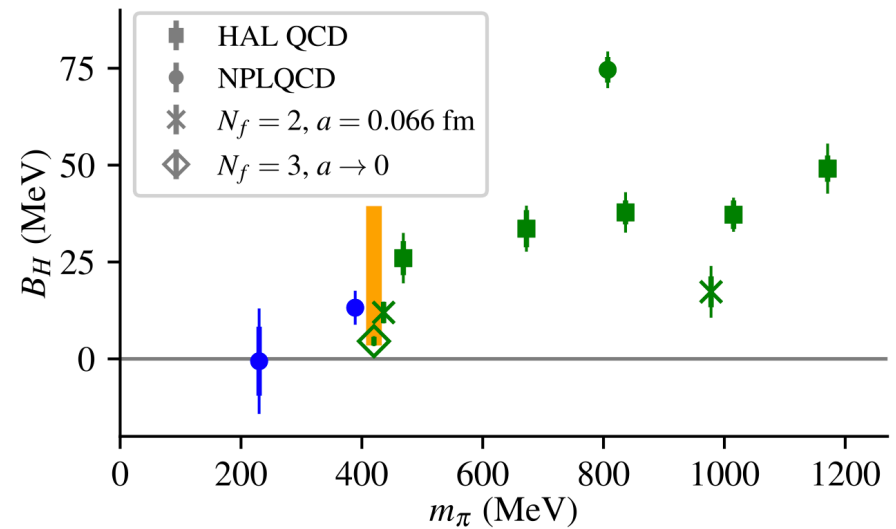 HAL QCD
NPLQCD
N_f = 2, a = 0.066 fm
N_f = 3, a → 0
75
50
25
0
B_H (MeV)
0 200 400 600 800 1000 1200
m_π (MeV)